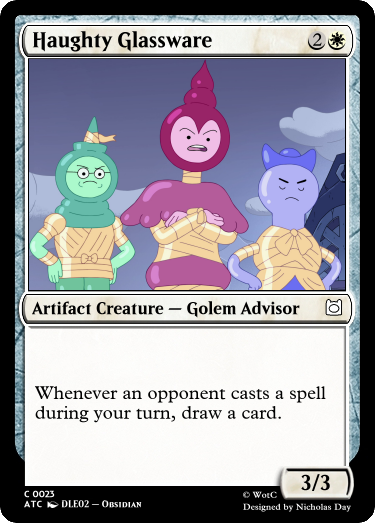 Haughty Glassware 2
Artifact Creature — Golem Advisor
Whenever an opponent casts a spell
during your turn, draw a card.
3/3
C 0023 © WotC
ATC DLE02 – Obsidian Designed by Nicholas Day